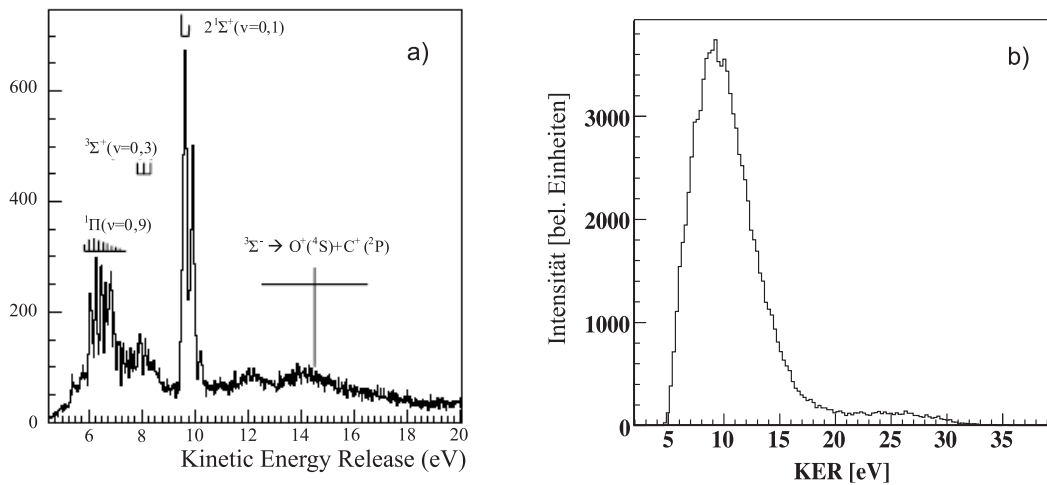 a)
2¹Σ⁺(ν=0,1)
600
³Σ⁺(ν=0,3)
400
¹Π(ν=0,9)
³Σ⁻ → O⁺(⁴S)+C⁺(²P)
200
0
6 8 10 12 14 16 18 20
Kinetic Energy Release (eV)
b)
Intensität [bel. Einheiten]
3000
2000
1000
0
5 10 15 20 25 30 35
KER [eV]